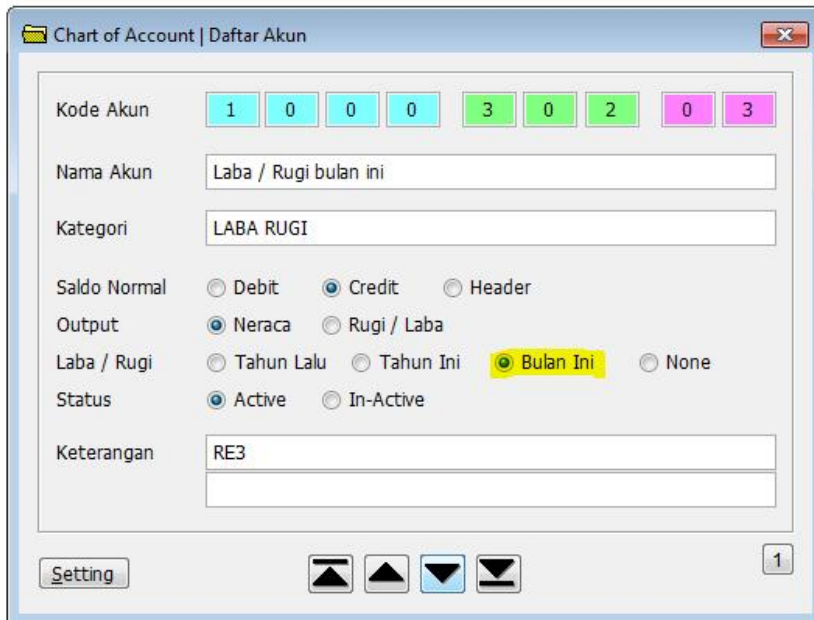 Chart of Account | Daftar Akun
Kode Akun 1 0 0 0 3 0 2 0 3
Nama Akun Laba / Rugi bulan ini
Kategori LABA RUGI
Saldo Normal Debit Credit Header
Output Neraca Rugi / Laba
Laba / Rugi Tahun Lalu Tahun Ini Bulan Ini None
Status Active In-Active
Keterangan RE3
Setting 1